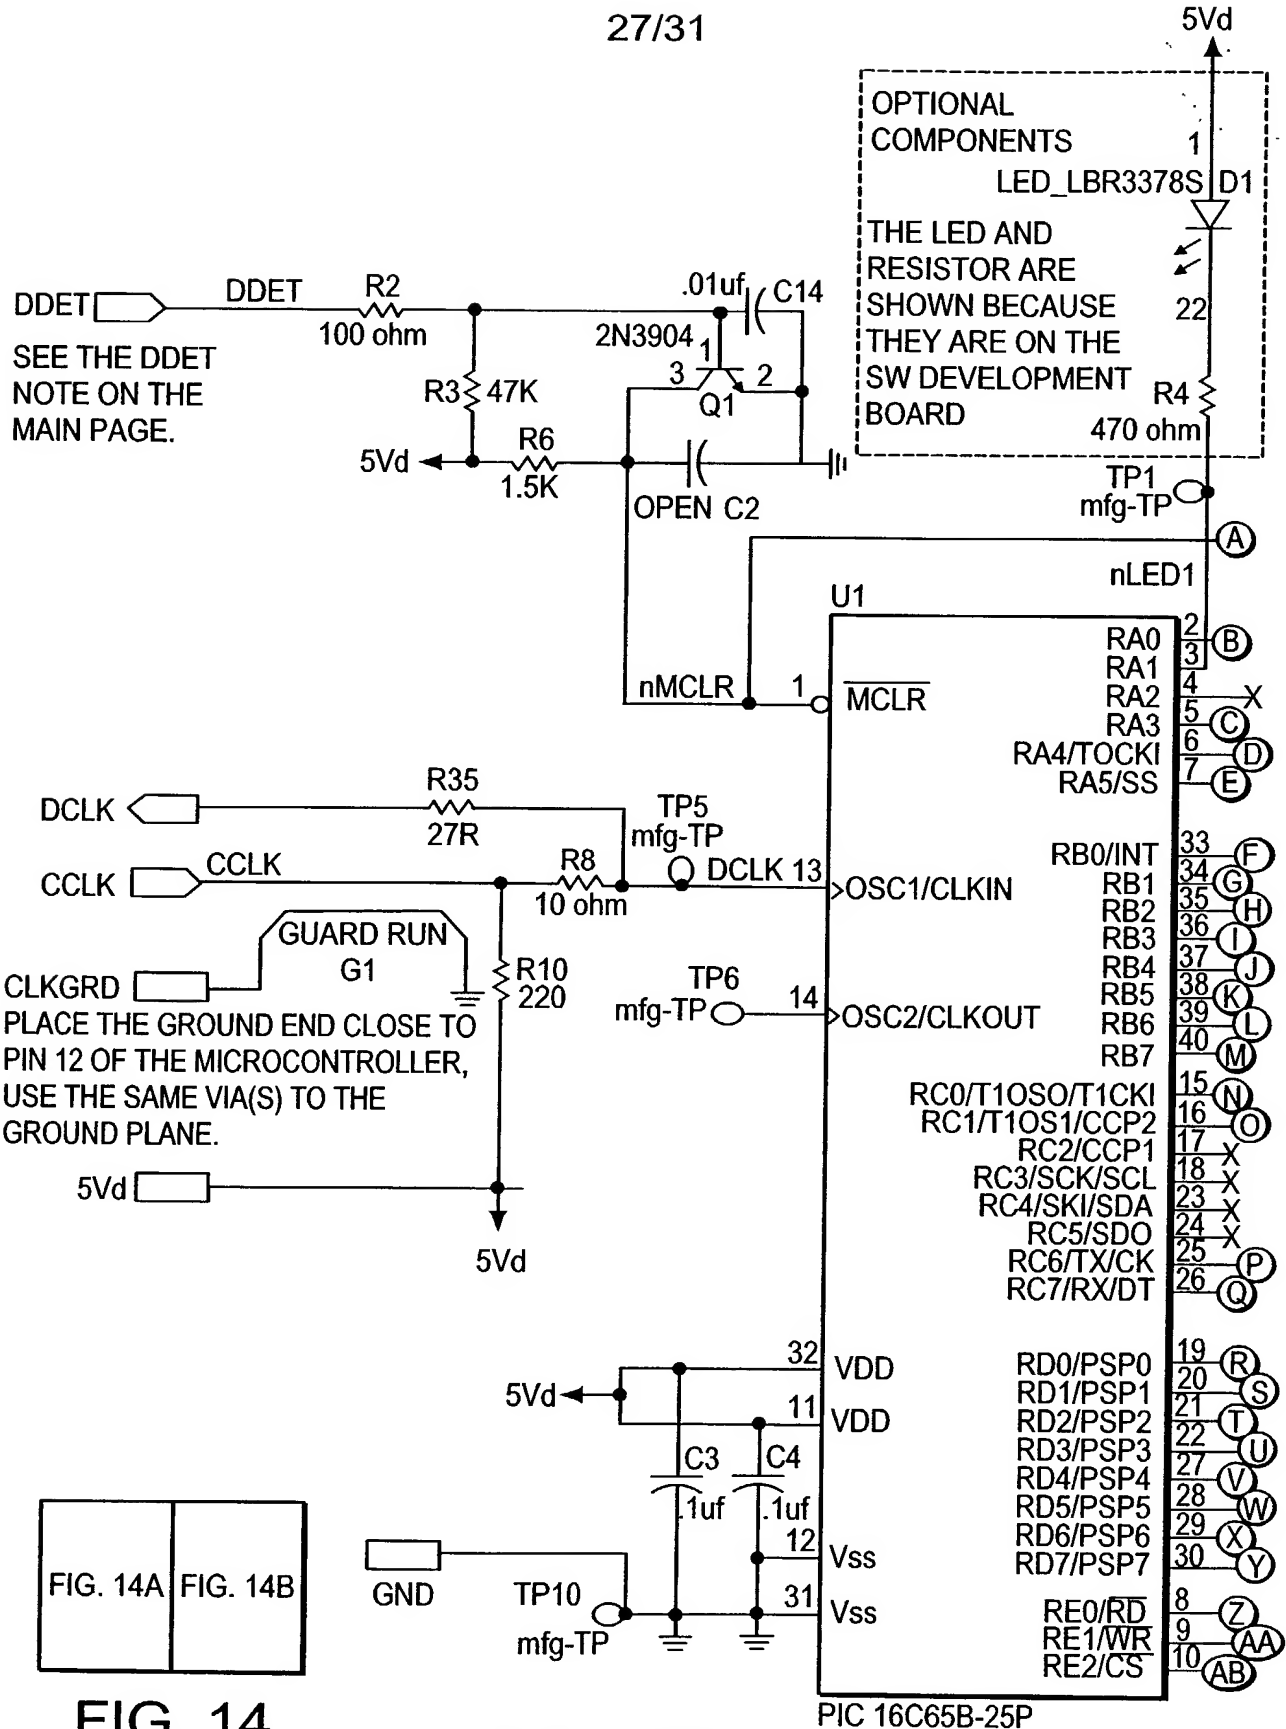 27/31
5Vd
OPTIONAL
COMPONENTS
1
LED_LBR3378S D1
THE LED AND
RESISTOR ARE
SHOWN BECAUSE
THEY ARE ON THE
SW DEVELOPMENT
BOARD
22
R4
470 ohm
TP1
mfg-TP
A
nLED1
DDET
DDET
R2
100 ohm
SEE THE DDET
NOTE ON THE
MAIN PAGE.
R3 47K
5Vd
R6
1.5K
.01uf C14
2N3904
1
3 2
Q1
OPEN C2
nMCLR
DCLK
R35
27R
TP5
mfg-TP
CCLK
CCLK
R8
10 ohm
DCLK 13
GUARD RUN
G1
R10
220
CLKGRD
PLACE THE GROUND END CLOSE TO
PIN 12 OF THE MICROCONTROLLER,
USE THE SAME VIA(S) TO THE
GROUND PLANE.
5Vd
5Vd
TP6
mfg-TP
14
U1
1 MCLR
OSC1/CLKIN
OSC2/CLKOUT
RA0 2 B
RA1 3
RA2 4 X
RA3 5 C
RA4/TOCKI 6 D
RA5/SS 7 E
RB0/INT 33 F
RB1 34 G
RB2 35 H
RB3 36 I
RB4 37 J
RB5 38 K
RB6 39 L
RB7 40 M
RC0/T1OSO/T1CKI 15 N
RC1/T1OS1/CCP2 16 O
RC2/CCP1 17 X
RC3/SCK/SCL 18 X
RC4/SKI/SDA 23 X
RC5/SDO 24 X
RC6/TX/CK 25 P
RC7/RX/DT 26 Q
RD0/PSP0 19 R
RD1/PSP1 20 S
RD2/PSP2 21 T
RD3/PSP3 22 U
RD4/PSP4 27 V
RD5/PSP5 28 W
RD6/PSP6 29 X
RD7/PSP7 30 Y
RE0/RD 8 Z
RE1/WR 9 AA
RE2/CS 10 AB
5Vd
32 VDD
11 VDD
C3
.1uf
C4
.1uf
12 Vss
31 Vss
GND
TP10
mfg-TP
PIC 16C65B-25P
FIG. 14A FIG. 14B
FIG. 14